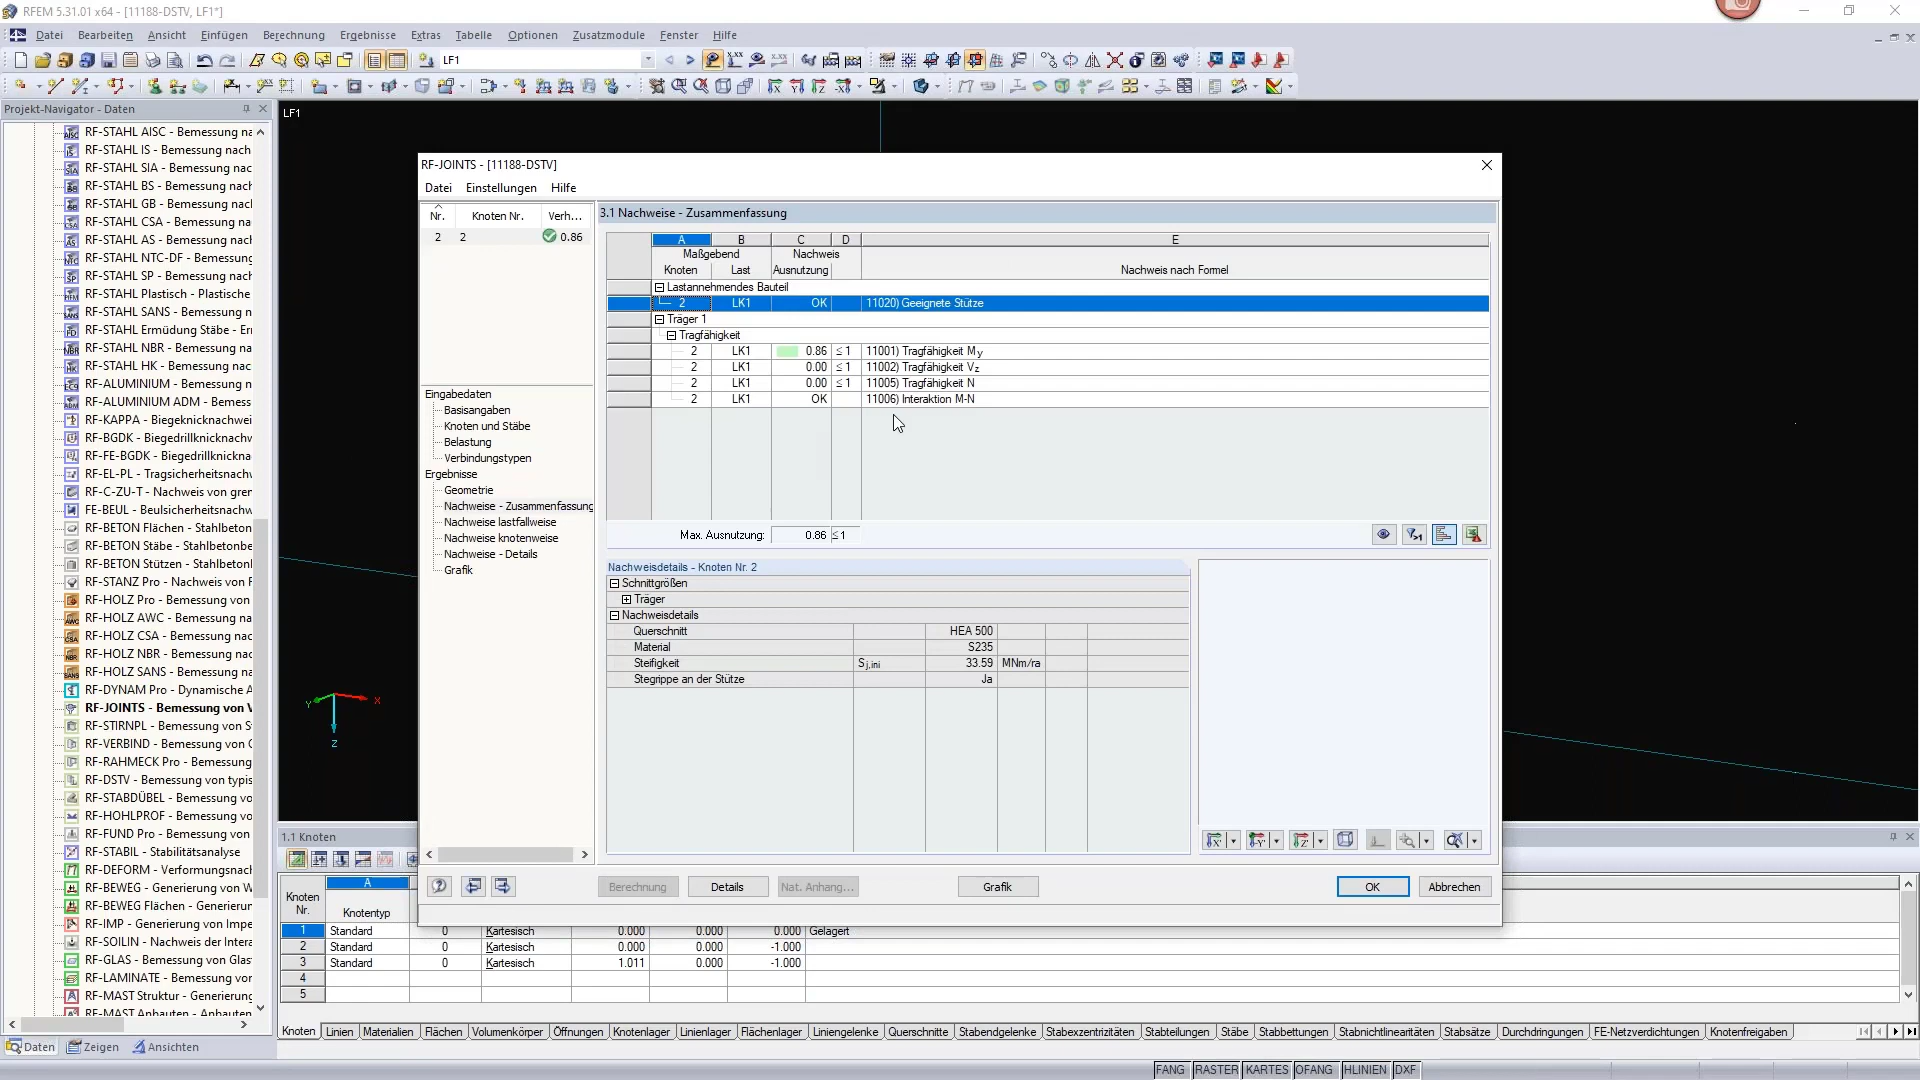 RFEM 5.31.01 x64 - [11188-DSTV, LF1*]
Datei Bearbeiten Ansicht Einfügen Berechnung Ergebnisse Extras Tabelle Optionen Zusatzmodule Fenster Hilfe
LF1
Projekt-Navigator - Daten
RF-STAHL AISC - Bemessung na
RF-STAHL IS - Bemessung nach
RF-STAHL SIA - Bemessung nac
RF-STAHL BS - Bemessung nach
RF-STAHL GB - Bemessung nac
RF-STAHL CSA - Bemessung na
RF-STAHL AS - Bemessung nach
RF-STAHL NTC-DF - Bemessung
RF-STAHL SP - Bemessung nach
RF-STAHL Plastisch - Plastische
RF-STAHL SANS - Bemessung n
RF-STAHL Ermüdung Stäbe - Er
RF-STAHL NBR - Bemessung na
RF-STAHL HK - Bemessung nac
RF-ALUMINIUM - Bemessung n
RF-ALUMINIUM ADM - Bemess
RF-KAPPA - Biegeknicknachwe
RF-BGDK - Biegedrillknicknachw
RF-FE-BGDK - Biegedrillknickna
RF-EL-PL - Tragsicherheitsnachw
RF-C-ZU-T - Nachweis von gren
FE-BEUL - Beulsicherheitsnachw
RF-BETON Flächen - Stahlbeton
RF-BETON Stäbe - Stahlbetonbe
RF-BETON Stützen - Stahlbeton
RF-STANZ Pro - Nachweis von F
RF-HOLZ Pro - Bemessung von
RF-HOLZ AWC - Bemessung na
RF-HOLZ CSA - Bemessung nac
RF-HOLZ NBR - Bemessung nac
RF-HOLZ SANS - Bemessung na
RF-DYNAM Pro - Dynamische A
RF-JOINTS - Bemessung von V
RF-STIRNPL - Bemessung von S
RF-VERBIND - Bemessung von G
RF-RAHMECK Pro - Bemessung
RF-DSTV - Bemessung von typis
RF-STABDÜBEL - Bemessung vo
RF-HOHLPROF - Bemessung vo
RF-FUND Pro - Bemessung von
RF-STABIL - Stabilitätsanalyse
RF-DEFORM - Verformungsnach
RF-BEWEG - Generierung von W
RF-BEWEG Flächen - Generierun
RF-IMP - Generierung von Impe
RF-SOILIN - Nachweis der Intera
RF-GLAS - Bemessung von Glas
RF-LAMINATE - Bemessung von
RF-MAST Struktur - Generierung
RF-MAST Anbauten - Anbauten
Daten Zeigen Ansichten
LF1
Y X
Z
RF-JOINTS - [11188-DSTV]
Datei Einstellungen Hilfe
Nr. Knoten Nr. Verh...
2 2 0.86
Eingabedaten
Basisangaben
Knoten und Stäbe
Belastung
Verbindungstypen
Ergebnisse
Geometrie
Nachweise - Zusammenfassung
Nachweise lastfallweise
Nachweise knotenweise
Nachweise - Details
Grafik
3.1 Nachweise - Zusammenfassung
A B C D E
Maßgebend Nachweis
Knoten Last Ausnutzung Nachweis nach Formel
Lastannehmendes Bauteil
2 LK1 OK 11020) Geeignete Stütze
Träger 1
Tragfähigkeit
2 LK1 0.86 ≤ 1 11001) Tragfähigkeit My
2 LK1 0.00 ≤ 1 11002) Tragfähigkeit Vz
2 LK1 0.00 ≤ 1 11005) Tragfähigkeit N
2 LK1 OK 11006) Interaktion M-N
Max. Ausnutzung: 0.86 ≤1
Nachweisdetails - Knoten Nr. 2
Schnittgrößen
Träger
Nachweisdetails
Querschnitt HEA 500
Material S235
Steifigkeit Sj,ini 33.59 MNm/ra
Stegrippe an der Stütze Ja
Berechnung Details Nat. Anhang... Grafik OK Abbrechen
1.1 Knoten
A
Knoten Nr. Knotentyp
1 Standard 0 Kartesisch 0.000 0.000 0.000 Gelagert
2 Standard 0 Kartesisch 0.000 0.000 -1.000
3 Standard 0 Kartesisch 1.011 0.000 -1.000
4
5
Knoten Linien Materialien Flächen Volumenkörper Öffnungen Knotenlager Linienlager Flächenlager Liniengelenke Querschnitte Stabendgelenke Stabexzentrizitäten Stabteilungen Stäbe Stabbettungen Stabnichtlinearitäten Stabsätze Durchdringungen FE-Netzverdichtungen Knotenfreigaben
FANG RASTER KARTES OFANG HLINIEN DXF